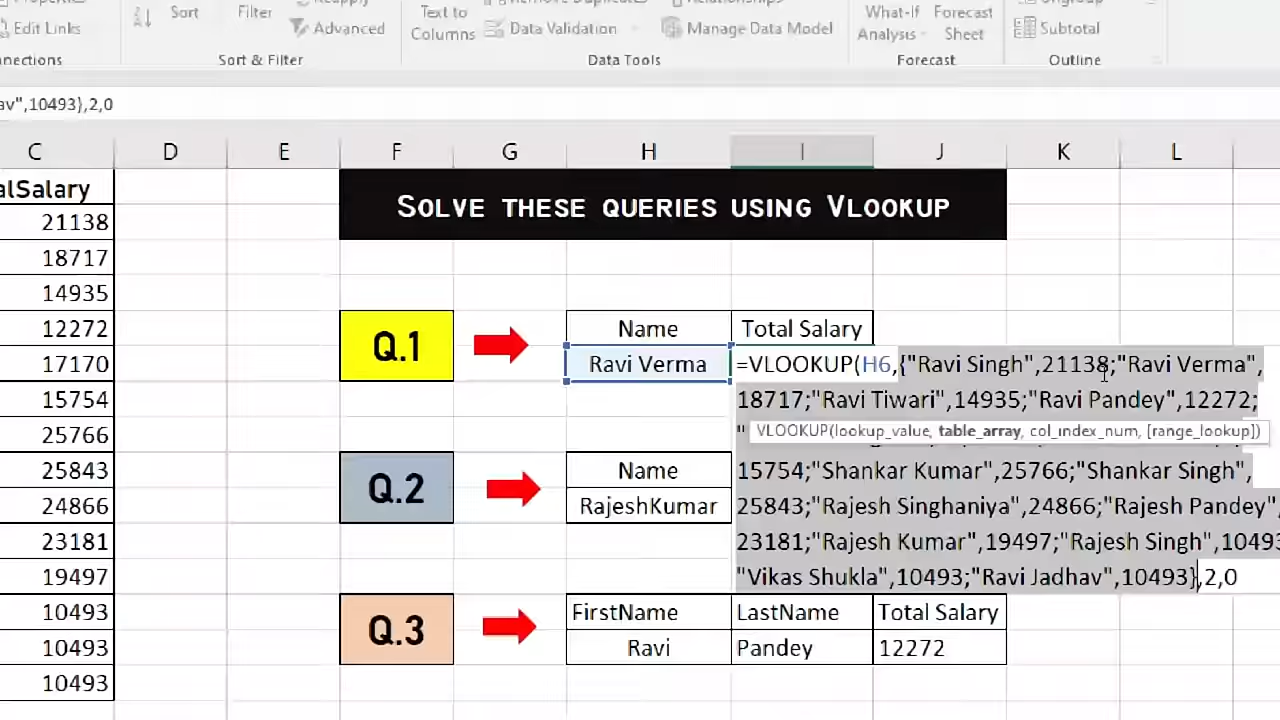 Sort
Filter
Text to
Columns
What-If
Analysis
Forecast
Sheet
Edit Links
Advanced
Data Validation
Manage Data Model
Subtotal
Sort & Filter
Data Tools
Forecast
Outline
",10493},2,0
C D E F G H I J K L
alSalary
21138
18717
14935
12272
17170
15754
25766
25843
24866
23181
19497
10493
10493
10493
Solve these queries using Vlookup
Q.1
Name Total Salary
Ravi Verma
=VLOOKUP(H6,{"Ravi Singh",21138;"Ravi Verma",
18717;"Ravi Tiwari",14935;"Ravi Pandey",12272;
"
VLOOKUP(lookup_value, table_array, col_index_num, [range_lookup])
15754;"Shankar Kumar",25766;"Shankar Singh",
25843;"Rajesh Singhaniya",24866;"Rajesh Pandey",
23181;"Rajesh Kumar",19497;"Rajesh Singh",10493
"Vikas Shukla",10493;"Ravi Jadhav",10493},2,0
Q.2
Name
RajeshKumar
Q.3
FirstName LastName Total Salary
Ravi Pandey 12272